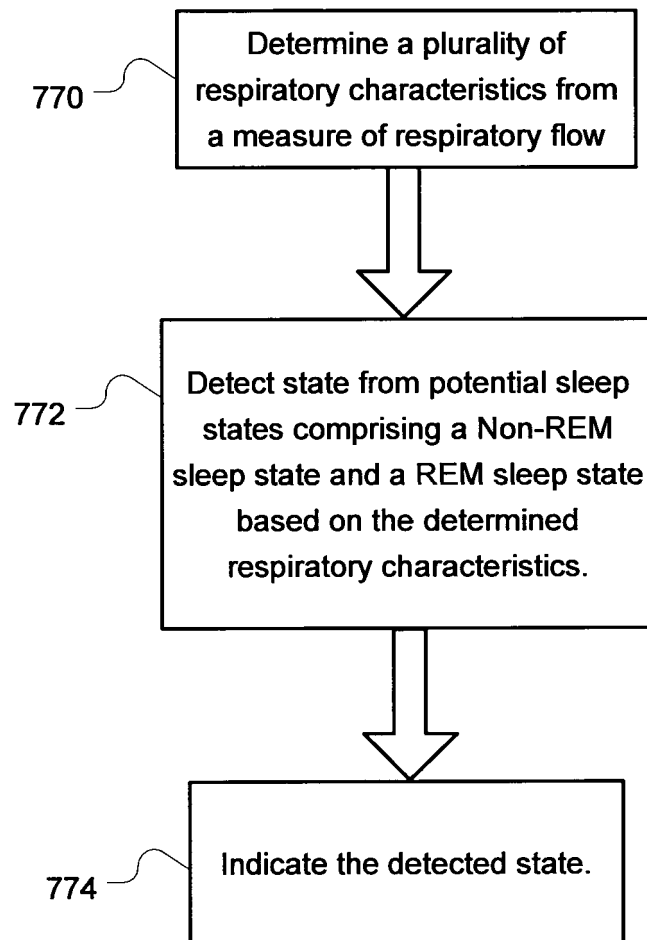 Determine a plurality of
770
respiratory characteristics from
a measure of respiratory flow
Detect state from potential sleep
772
states comprising a Non-REM
sleep state and a REM sleep state
based on the determined
respiratory characteristics.
Indicate the detected state.
774